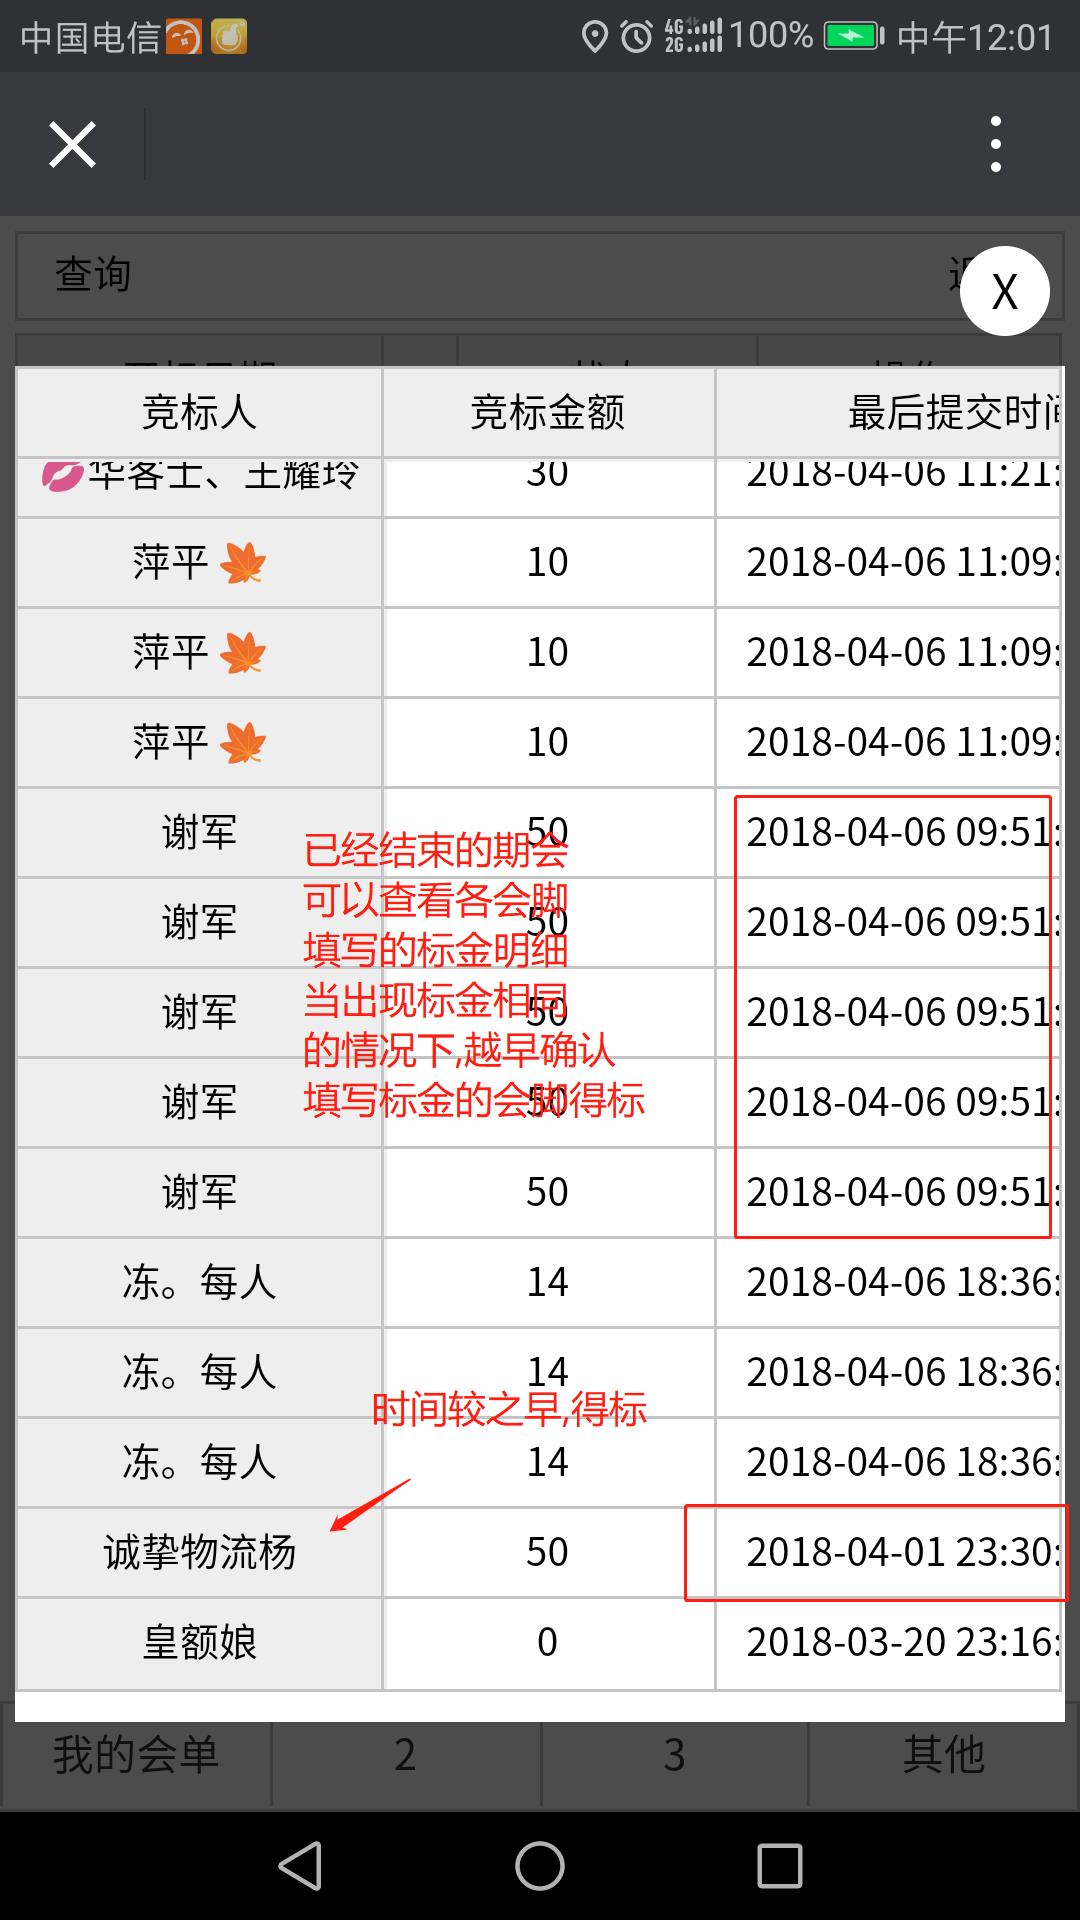 中国电信 4G 2G 100% 中午12:01
查询
X
竞标人 竞标金额 最后提交时间
华客士、王耀玲 30 2018-04-06 11:21:
萍平 10 2018-04-06 11:09:
萍平 10 2018-04-06 11:09:
萍平 10 2018-04-06 11:09:
谢军 50 2018-04-06 09:51:
谢军 50 2018-04-06 09:51:
谢军 50 2018-04-06 09:51:
谢军 50 2018-04-06 09:51:
谢军 50 2018-04-06 09:51:
已经结束的期会
可以查看各会脚
填写的标金明细
当出现标金相同
的情况下,越早确认
填写标金的会脚得标
冻。每人 14 2018-04-06 18:36:
冻。每人 14 2018-04-06 18:36:
时间较之早,得标
冻。每人 14 2018-04-06 18:36:
诚挚物流杨 50 2018-04-01 23:30:
皇额娘 0 2018-03-20 23:16:
我的会单 2 3 其他